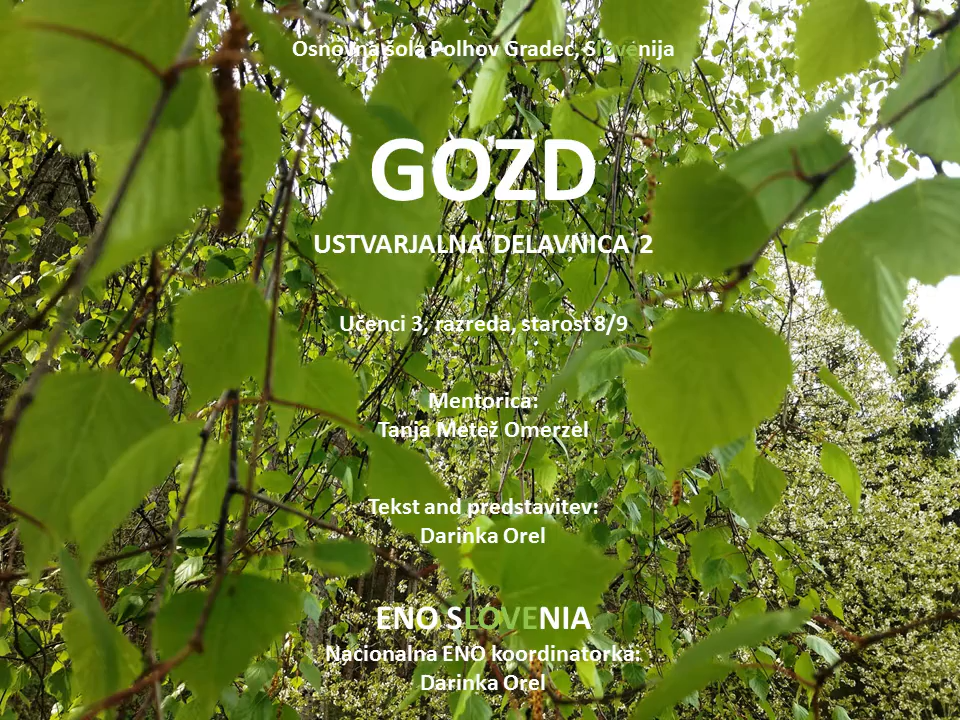 Osnovna šola Polhov Gradec, Slovenija
GOZD
USTVARJALNA DELAVNICA 2
Učenci 3, razreda, starost 8/9
Mentorica:
Tanja Metež Omerzel
Tekst and predstavitev:
Darinka Orel
ENO SLOVENIA
Nacionalna ENO koordinatorka:
Darinka Orel